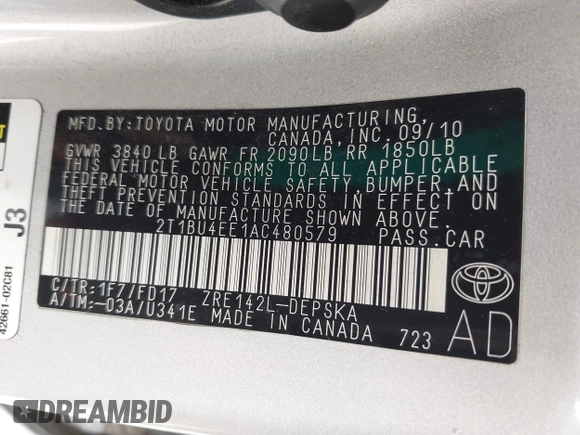 MFD.BY:TOYOTA MOTOR MANUFACTURING,
CANADA, INC.09/10
GVWR 3840LB GAWR FR 2090LB RR 1850LB
THIS VEHICLE CONFORMS TO ALL APPLICABLE
FEDERAL MOTOR VEHICLE SAFETY BUMPER,AND
THEFT PREVENTION STANDARDS IN EFFECT ON
THE DATE OF MANUFACTURE SHOWN ABOVE.
2T1BU4EE1AC480579 PASS.CAR
C/TR:1F7/FD17 ZRE142L-DEPSKA
A/TM:-03A/U341E MADE IN CANADA 723
AD
J3
42661-02C81
DREAMBID